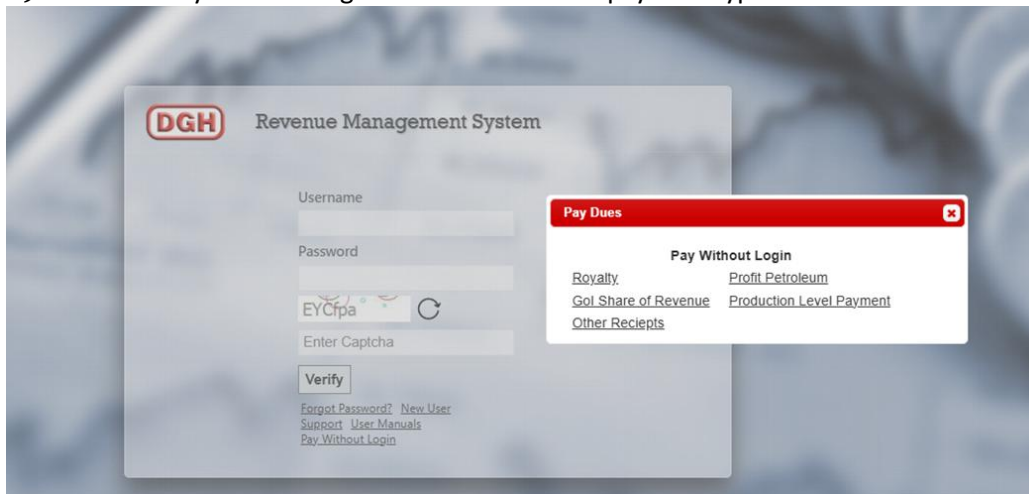 DGH Revenue Management System
Username
Password
EYCfpa
Enter Captcha
Verify
Forgot Password? New User
Support User Manuals
Pay Without Login
Pay Dues
Pay Without Login
Royalty Profit Petroleum
GoI Share of Revenue Production Level Payment
Other Reciepts